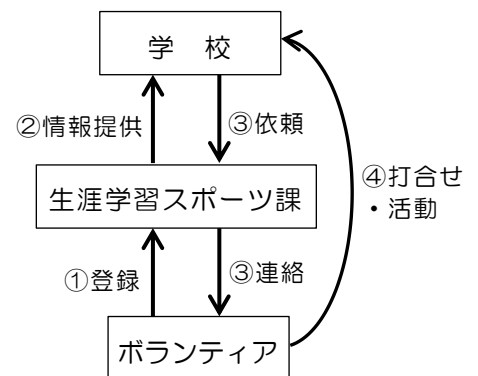 学 校
②情報提供
③依頼
生涯学習スポーツ課
④打合せ
・活動
①登録
③連絡
ボランティア